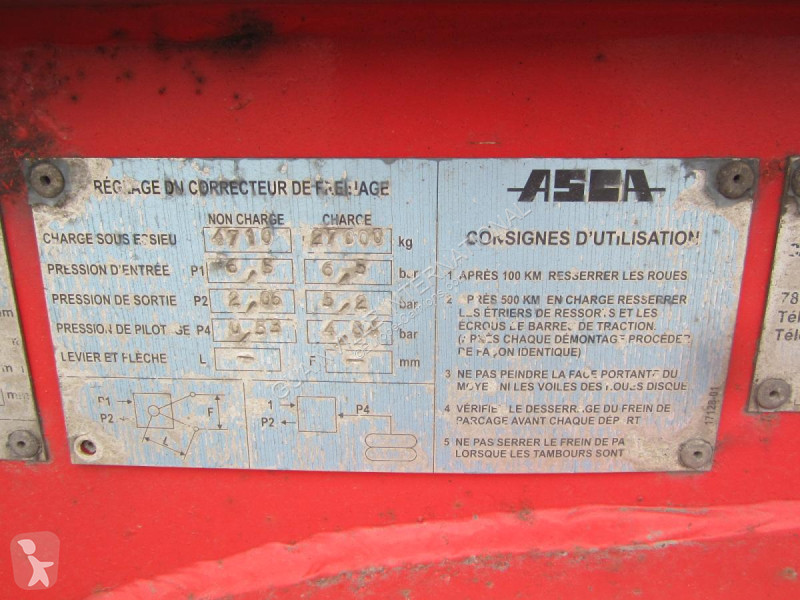 RÉGLAGE DU CORRECTEUR DE FREINAGE
NON CHARGE CHARGE
CHARGE SOUS ESSIEU 4710 27000 kg
PRESSION D'ENTRÉE P1 6,5 6,5 bar
PRESSION DE SORTIE P2 5,2 bar
PRESSION DE PILOTAGE P4 bar
LEVIER ET FLÈCHE L - F - mm
P1
P2
F
L
1
P2
P4
ASCA
CONSIGNES D'UTILISATION
1 APRÈS 100 KM RESSERRER LES ROUES
2 APRÈS 500 KM EN CHARGE RESSERRER
LES ÉTRIERS DE RESSORTS ET LES
ÉCROUS DE BARRE DE TRACTION.
(APRÈS CHAQUE DÉMONTAGE PROCÉDER
DE FAÇON IDENTIQUE)
3 NE PAS PEINDRE LA FACE PORTANTE DU
MOYEU NI LES VOILES DES ROUES DISQUE
4 VÉRIFIER LE DESSERRAGE DU FREIN DE
PARCAGE AVANT CHAQUE DÉPART
5 NE PAS SERRER LE FREIN DE PA
LORSQUE LES TAMBOURS SONT
17128-01
78
Tél
Télé
mm